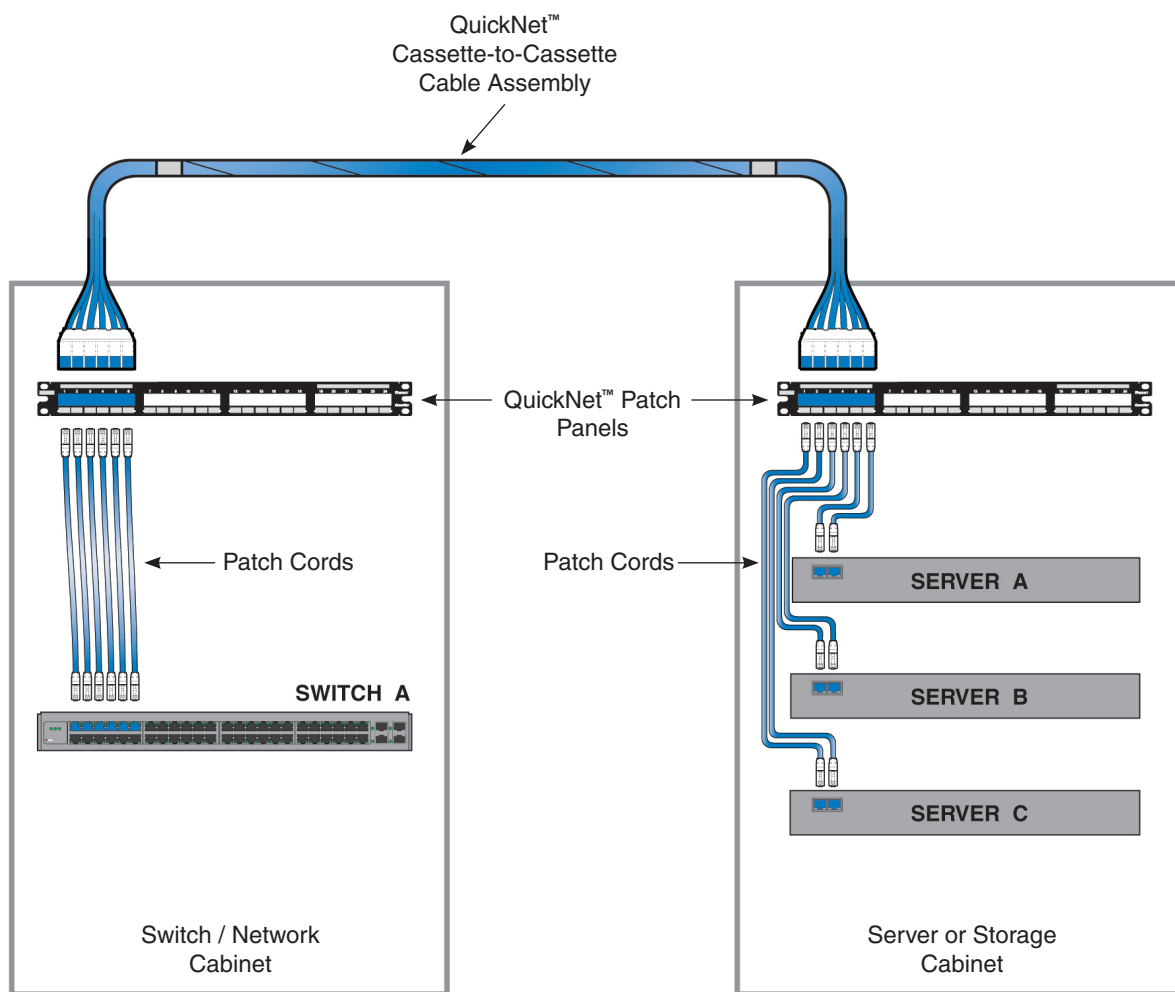 QuickNet™
Cassette-to-Cassette
Cable Assembly
QuickNet™ Patch
Panels
Patch Cords
Patch Cords
SWITCH A
SERVER A
SERVER B
SERVER C
Switch / Network
Cabinet
Server or Storage
Cabinet